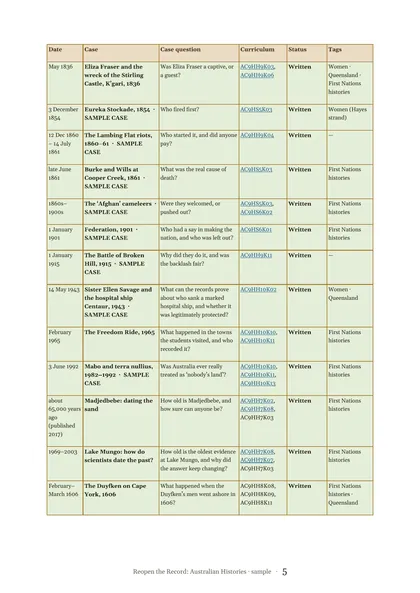 Date Case Case question Curriculum Status Tags
May 1836 Eliza Fraser and the Was Eliza Fraser a captive, or AC9HH9K03, Written Women ·
wreck of the Stirling a guest? AC9HH9K06 Queensland ·
Castle, K'gari, 1836 First Nations
histories
3 December Eureka Stockade, 1854 · Who fired first? AC9HS5K03 Written Women (Hayes
1854 SAMPLE CASE strand)
12 Dec 1860 The Lambing Flat riots, Who started it, and did anyone AC9HH9K04 Written —
– 14 July 1860–61 · SAMPLE pay?
1861 CASE
late June Burke and Wills at What was the real cause of AC9HS5K03 Written First Nations
1861 Cooper Creek, 1861 · death? histories
SAMPLE CASE
1860s– The 'Afghan' cameleers · Were they welcomed, or AC9HS5K03, Written First Nations
1900s SAMPLE CASE pushed out? AC9HS6K02 histories
1 January Federation, 1901 · Who had a say in making the AC9HS6K01 Written First Nations
1901 SAMPLE CASE nation, and who was left out? histories
1 January The Battle of Broken Why did they do it, and was AC9HH9K11 Written —
1915 Hill, 1915 · SAMPLE the backlash fair?
CASE
14 May 1943 Sister Ellen Savage and What can the records prove AC9HH10K02 Written Women ·
the hospital ship about who sank a marked Queensland
Centaur, 1943 · hospital ship, and whether it
SAMPLE CASE was legitimately protected?
February The Freedom Ride, 1965 What happened in the towns AC9HH10K10, Written First Nations
1965 the students visited, and who AC9HH10K11 histories
recorded it?
3 June 1992 Mabo and terra nullius, Was Australia ever really AC9HH10K10, Written First Nations
1982–1992 · SAMPLE treated as 'nobody's land'? AC9HH10K11, histories
CASE AC9HH10K13
about Madjedbebe: dating the How old is Madjedbebe, and AC9HH7K02, Written First Nations
65,000 years sand how sure can anyone be? AC9HH7K08, histories
ago AC9HH7K03
(published
2017)
1969–2003 Lake Mungo: how do How old is the oldest evidence AC9HH7K08, Written First Nations
scientists date the past? at Lake Mungo, and why did AC9HH7K07, histories
the answer keep changing? AC9HH7K03
February– The Duyfken on Cape What happened when the AC9HH8K08, Written First Nations
March 1606 York, 1606 Duyfken's men went ashore in AC9HH8K09, histories ·
1606? AC9HH8K11 Queensland
Reopen the Record: Australian Histories · sample · 5